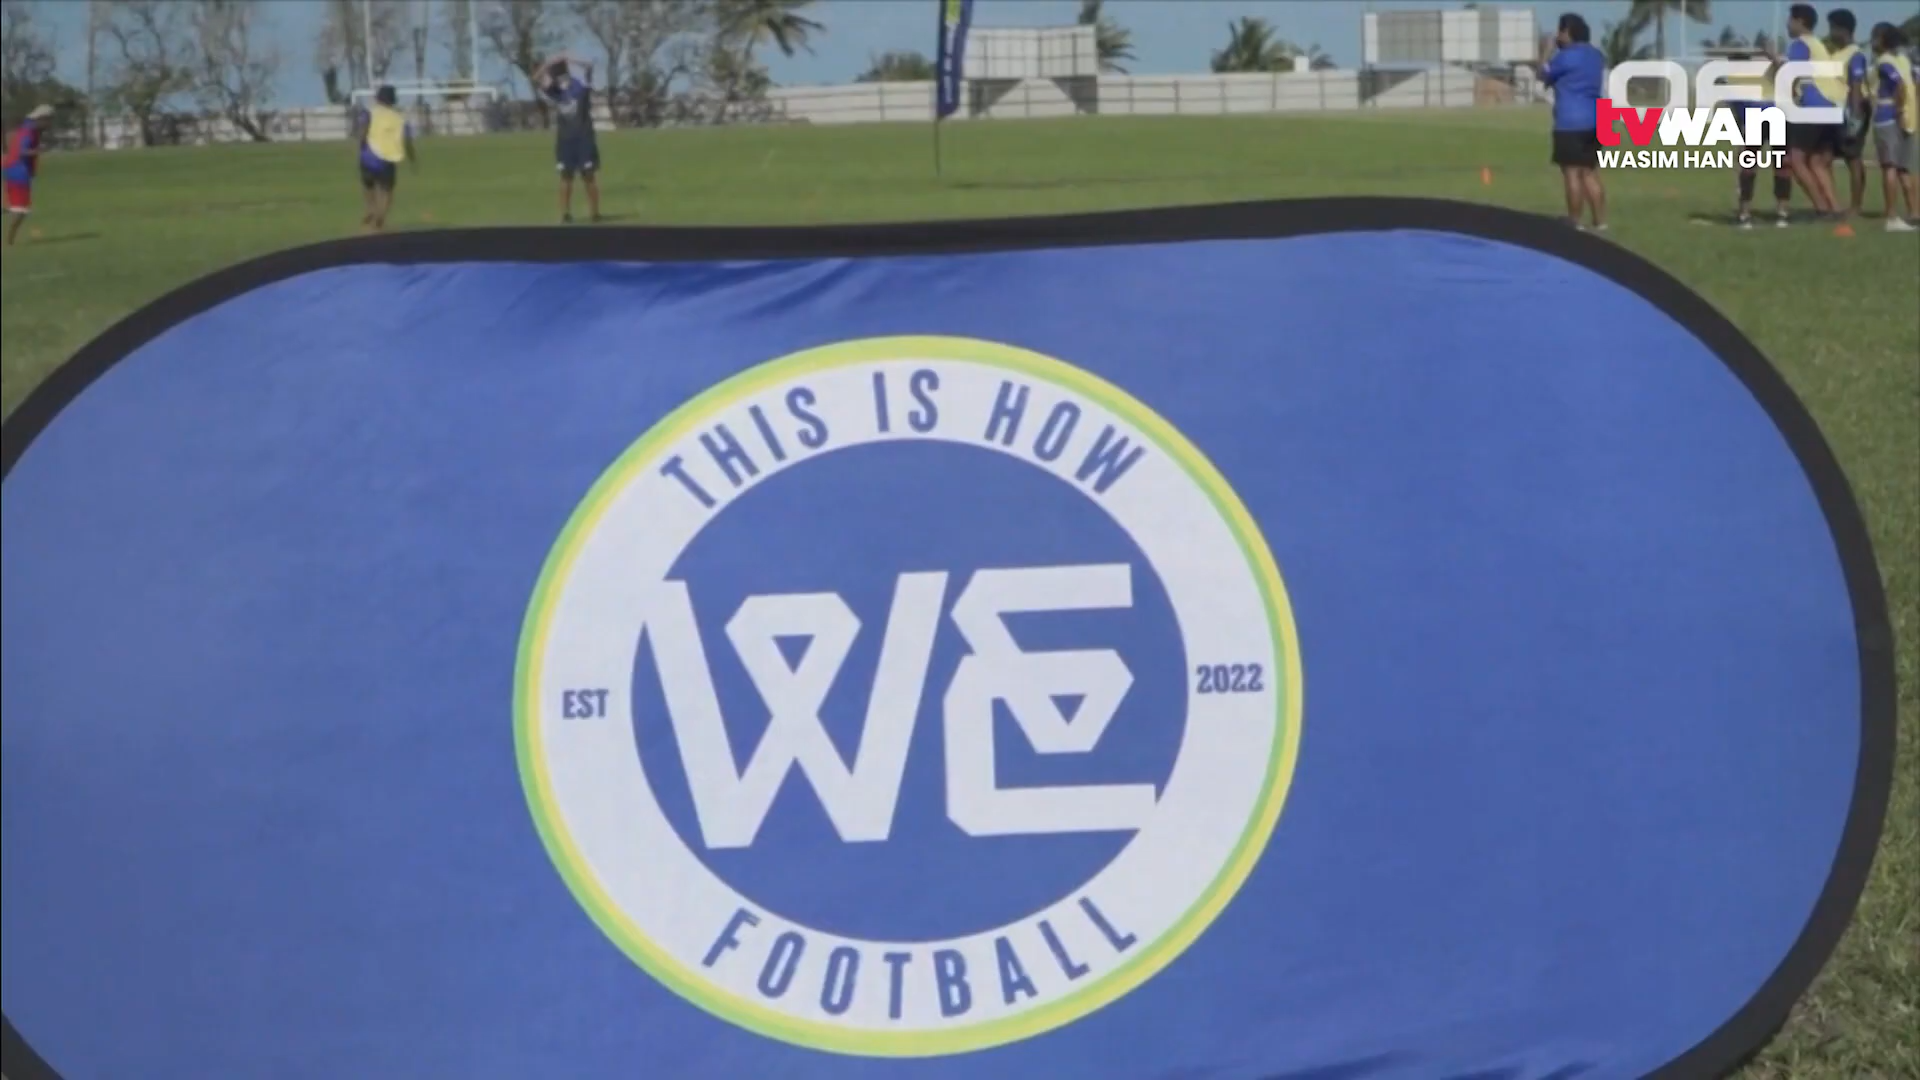 OFC
tvwan
WASIM HAN GUT
THIS IS HOW
WE
EST
2022
FOOTBALL